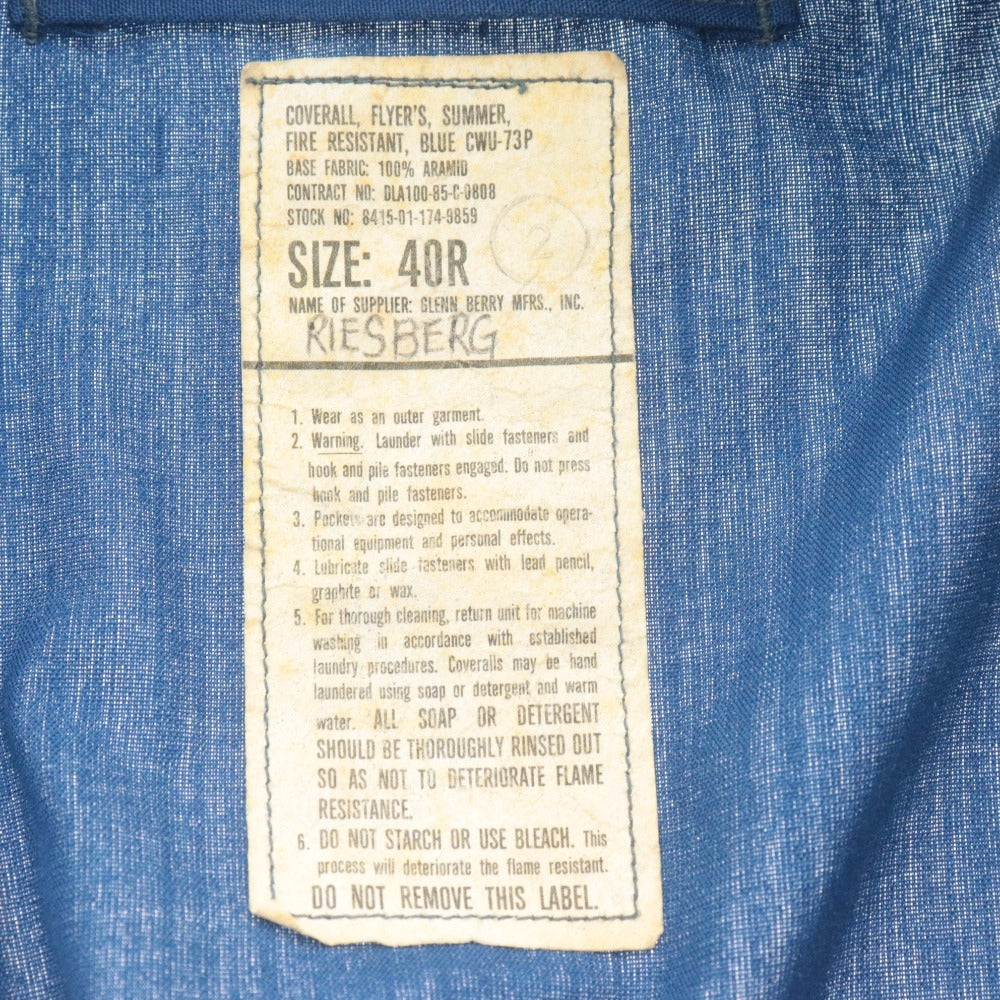 COVERALL, FLYER'S, SUMMER,
FIRE RESISTANT, BLUE CWU-73P
BASE FABRIC: 100% ARAMID
CONTRACT NO: DLA100-85-C-0808
STOCK NO: 8415-01-174-9859
2
SIZE: 40R
NAME OF SUPPLIER: GLENN BERRY MFRS., INC.
RIESBERG
1. Wear as an outer garment.
2. Warning. Launder with slide fasteners and
hook and pile fasteners engaged. Do not press
hook and pile fasteners.
3. Pockets are designed to accommodate opera-
tional equipment and personal effects.
4. Lubricate slide fasteners with lead pencil,
graphite or wax.
5. For thorough cleaning, return unit for machine
washing in accordance with established
laundry procedures. Coveralls may be hand
laundered using soap or detergent and warm
water. ALL SOAP OR DETERGENT
SHOULD BE THOROUGHLY RINSED OUT
SO AS NOT TO DETERIORATE FLAME
RESISTANCE.
6. DO NOT STARCH OR USE BLEACH. This
process will deteriorate the flame resistant.
DO NOT REMOVE THIS LABEL.